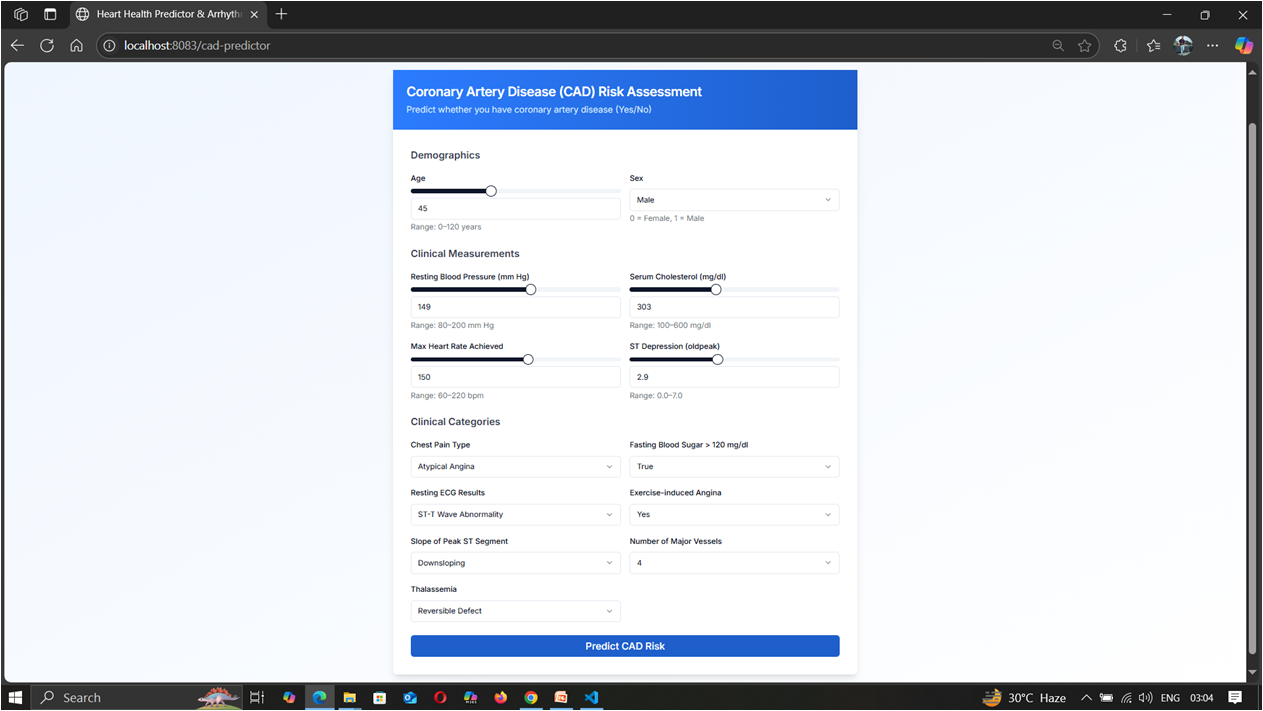 Heart Health Predictor & Arrhyth
localhost:8083/cad-predictor
Coronary Artery Disease (CAD) Risk Assessment
Predict whether you have coronary artery disease (Yes/No)
Demographics
Age
Sex
45
Male
Range: 0–120 years
0 = Female, 1 = Male
Clinical Measurements
Resting Blood Pressure (mm Hg)
Serum Cholesterol (mg/dl)
149
303
Range: 80–200 mm Hg
Range: 100–600 mg/dl
Max Heart Rate Achieved
ST Depression (oldpeak)
150
2.9
Range: 60–220 bpm
Range: 0.0–7.0
Clinical Categories
Chest Pain Type
Fasting Blood Sugar > 120 mg/dl
Atypical Angina
True
Resting ECG Results
Exercise-induced Angina
ST-T Wave Abnormality
Yes
Slope of Peak ST Segment
Number of Major Vessels
Downsloping
4
Thalassemia
Reversible Defect
Predict CAD Risk
Search
30°C Haze
ENG
03:04